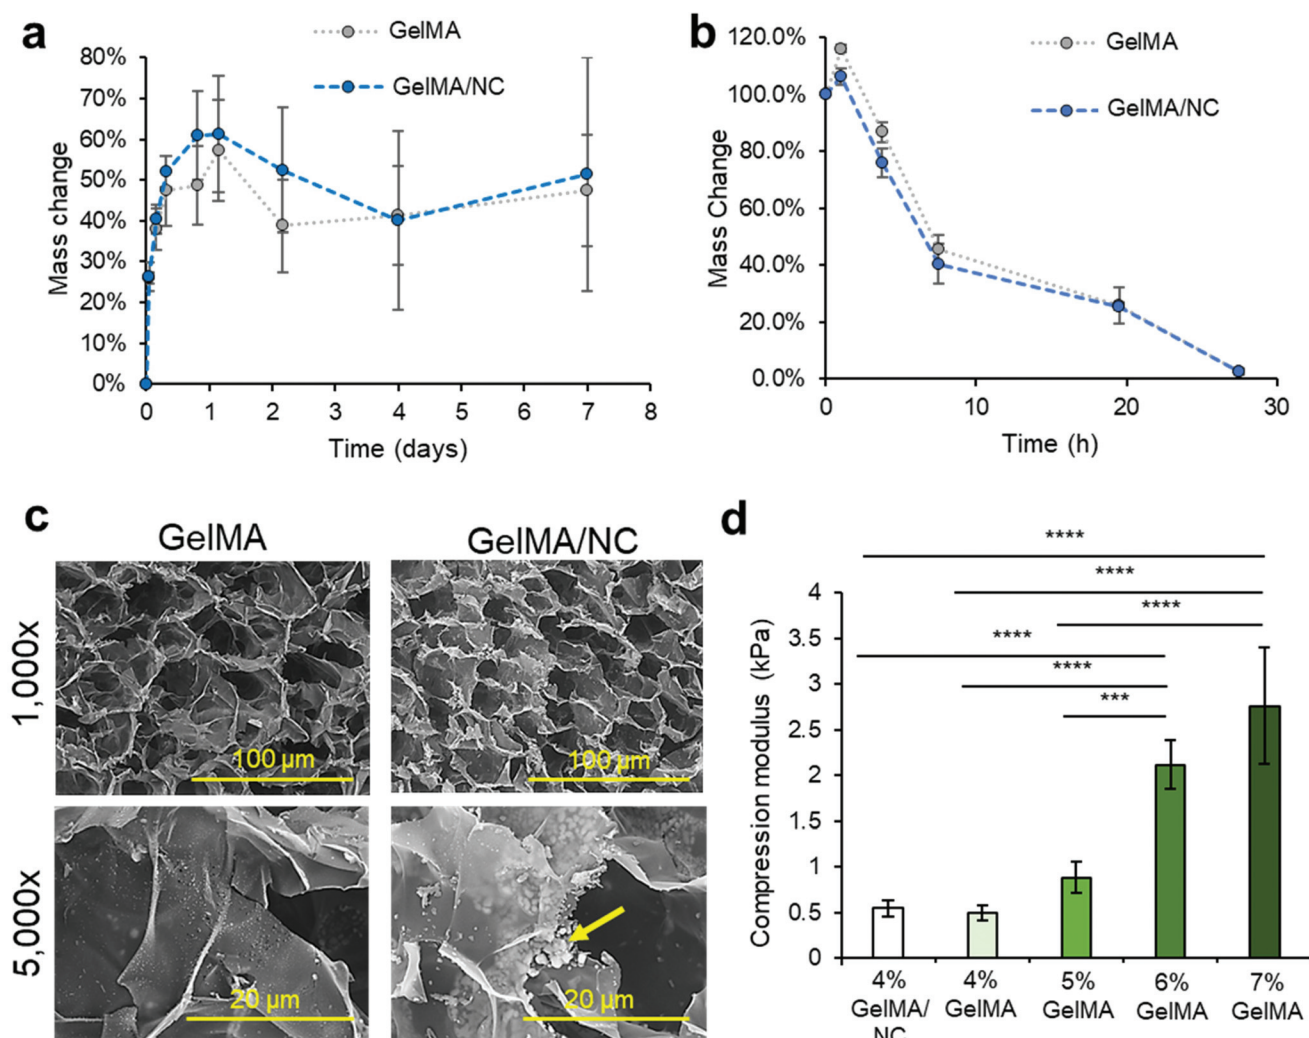 a
GelMA
GelMA/NC
80%
70%
60%
50%
40%
30%
20%
10%
0%
Mass change
0 1 2 3 4 5 6 7 8
Time (days)
b
GelMA
GelMA/NC
120.0%
100.0%
80.0%
60.0%
40.0%
20.0%
0.0%
Mass Change
0 10 20 30
Time (h)
c
GelMA GelMA/NC
1,000x
100 µm 100 µm
5,000x
20 µm 20 µm
d
****
****
****
****
****
***
4
3.5
3
2.5
2
1.5
1
0.5
0
Compression modulus (kPa)
4% 4% 5% 6% 7%
GelMA/ GelMA GelMA GelMA GelMA
NC